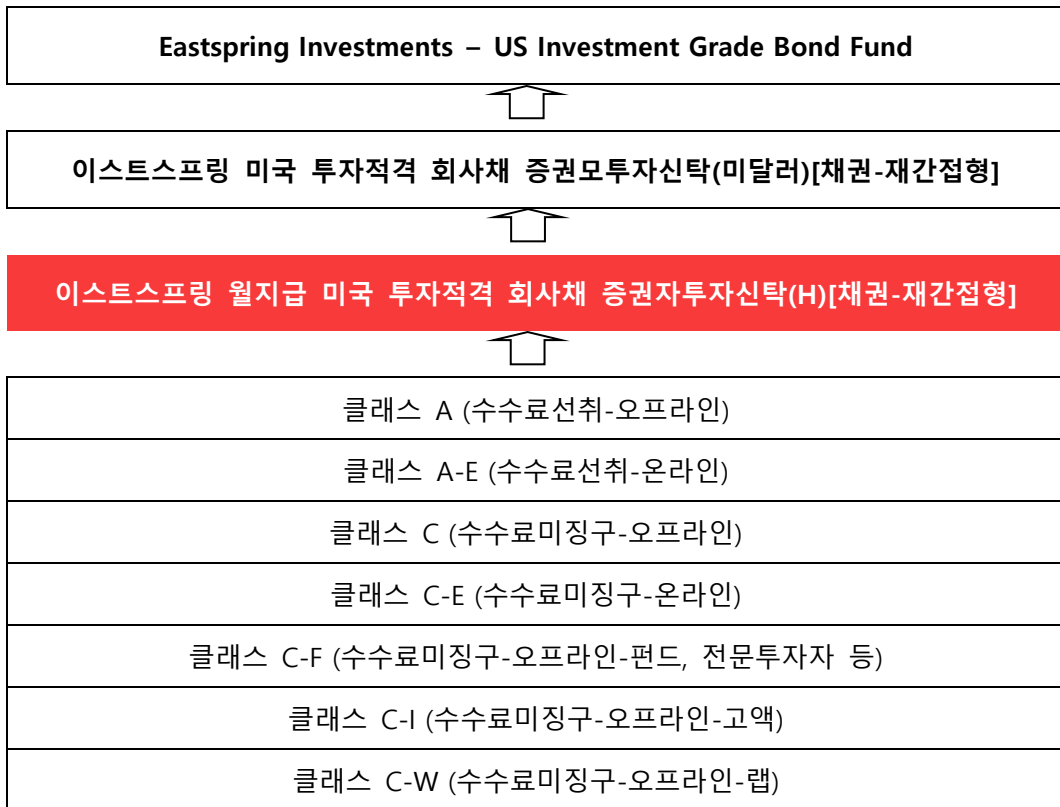 Eastspring Investments – US Investment Grade Bond Fund
이스트스프링 미국 투자적격 회사채 증권모투자신탁(미달러)[채권-재간접형]
이스트스프링 월지급 미국 투자적격 회사채 증권자투자신탁(H)[채권-재간접형]
클래스 A (수수료선취-오프라인)
클래스 A-E (수수료선취-온라인)
클래스 C (수수료미징구-오프라인)
클래스 C-E (수수료미징구-온라인)
클래스 C-F (수수료미징구-오프라인-펀드, 전문투자자 등)
클래스 C-I (수수료미징구-오프라인-고액)
클래스 C-W (수수료미징구-오프라인-랩)